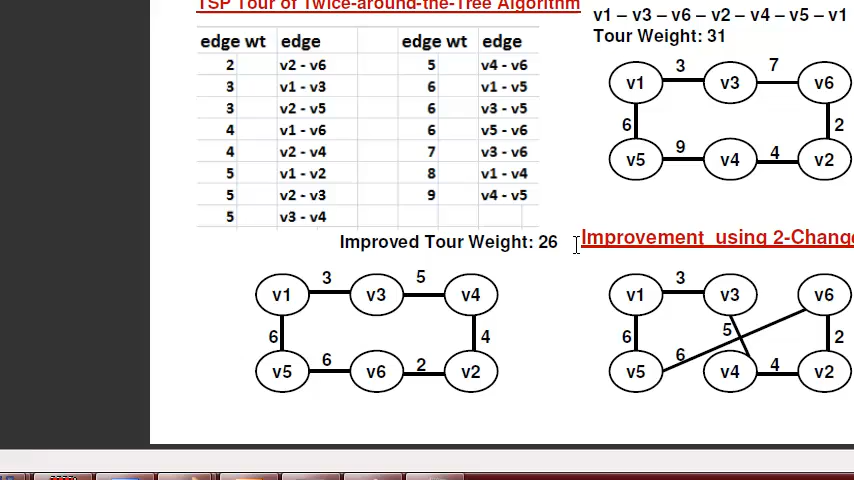 TSP Tour of Twice-around-the-Tree Algorithm
edge wt edge edge wt edge
2 v2 - v6 5 v4 - v6
3 v1 - v3 6 v1 - v5
3 v2 - v5 6 v3 - v5
4 v1 - v6 6 v5 - v6
4 v2 - v4 7 v3 - v6
5 v1 - v2 8 v1 - v4
5 v2 - v3 9 v4 - v5
5 v3 - v4
v1 – v3 – v6 – v2 – v4 – v5 – v1
Tour Weight: 31
3 7
v1 v3 v6
6 2
9 4
v5 v4 v2
Improved Tour Weight: 26
3 5
v1 v3 v4
6 4
6 2
v5 v6 v2
Improvement using 2-Change
3
v1 v3 v6
6 5 2
6 4
v5 v4 v2